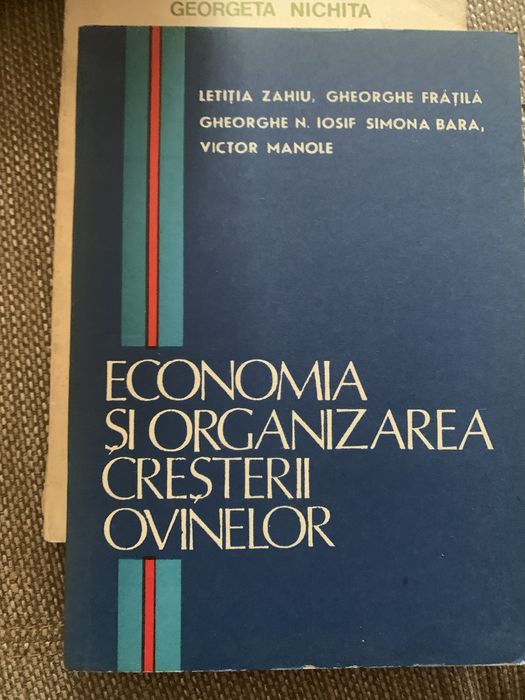 GEORGETA NICHITA
LETIȚIA ZAHIU, GHEORGHE FRĂȚILĂ
GHEORGHE N. IOSIF SIMONA BARA,
VICTOR MANOLE
ECONOMIA
ȘI ORGANIZAREA
CREȘTERII
OVINELOR